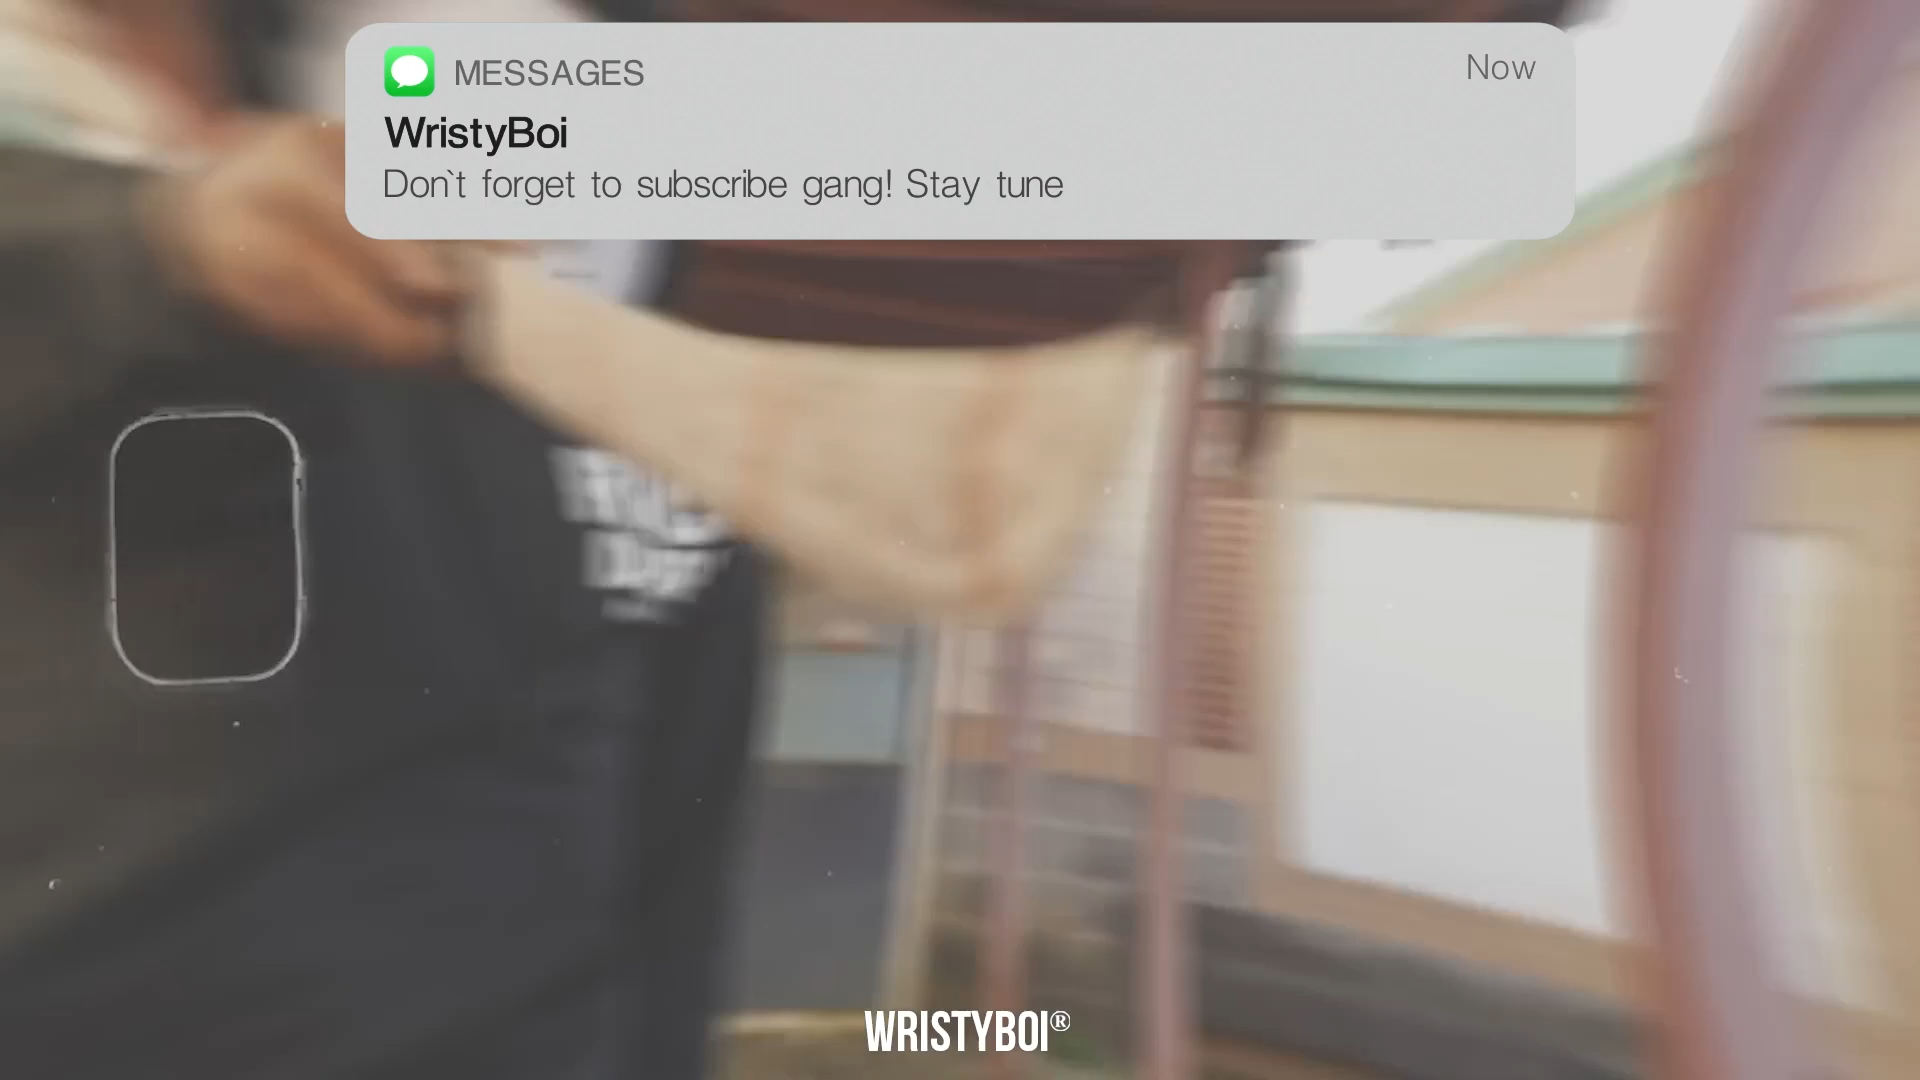 MESSAGES
Now
WristyBoi
Don`t forget to subscribe gang! Stay tune
WRISTYBOI®